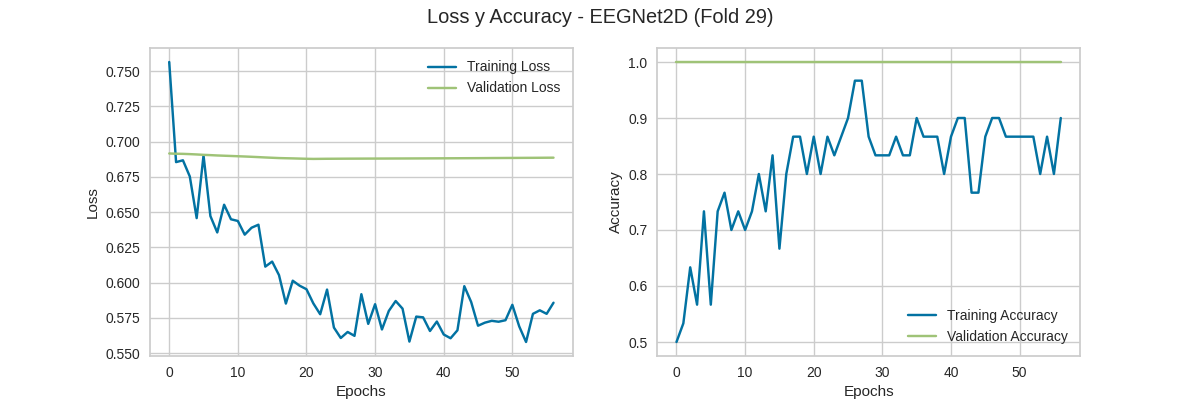 Loss y Accuracy - EEGNet2D (Fold 29)
Training Loss
Validation Loss
0.750
0.725
0.700
0.675
0.650
0.625
0.600
0.575
0.550
Loss
0 10 20 30 40 50
Epochs
1.0
0.9
0.8
0.7
0.6
0.5
Accuracy
Training Accuracy
Validation Accuracy
0 10 20 30 40 50
Epochs